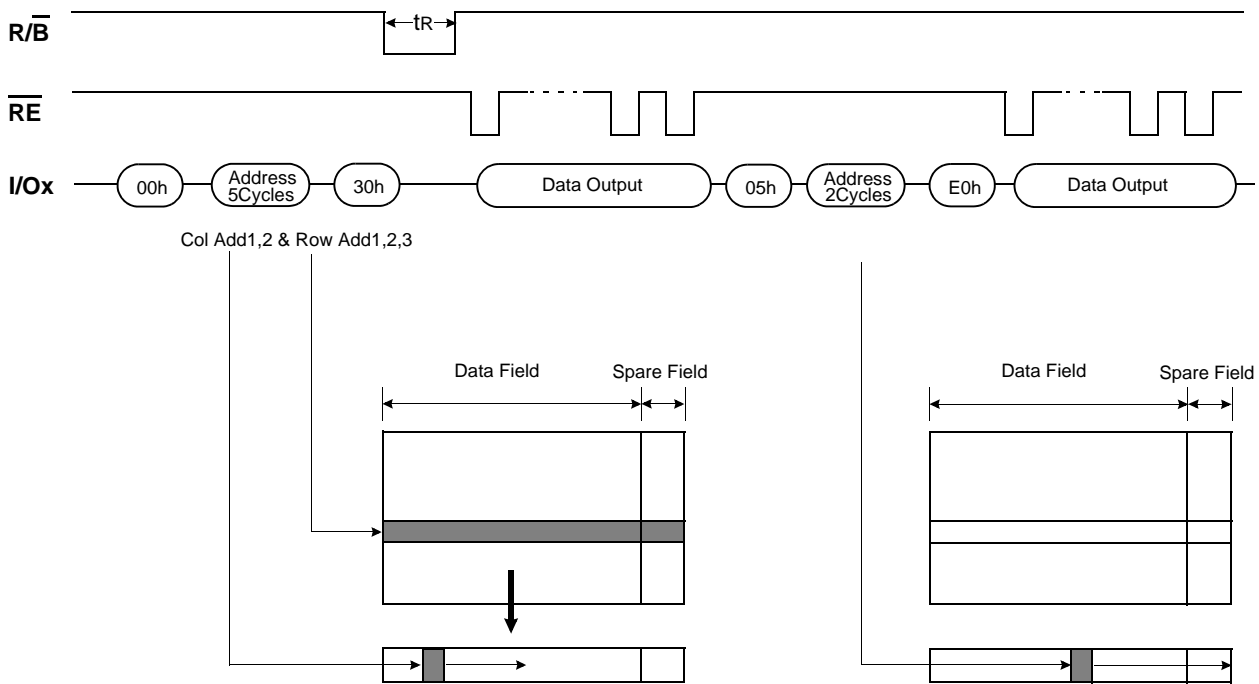 R/B̅
tR
R̅E̅
I/Ox
00h
Address
5Cycles
30h
Data Output
05h
Address
2Cycles
E0h
Data Output
Col Add1,2 & Row Add1,2,3
Data Field
Spare Field
Data Field
Spare Field